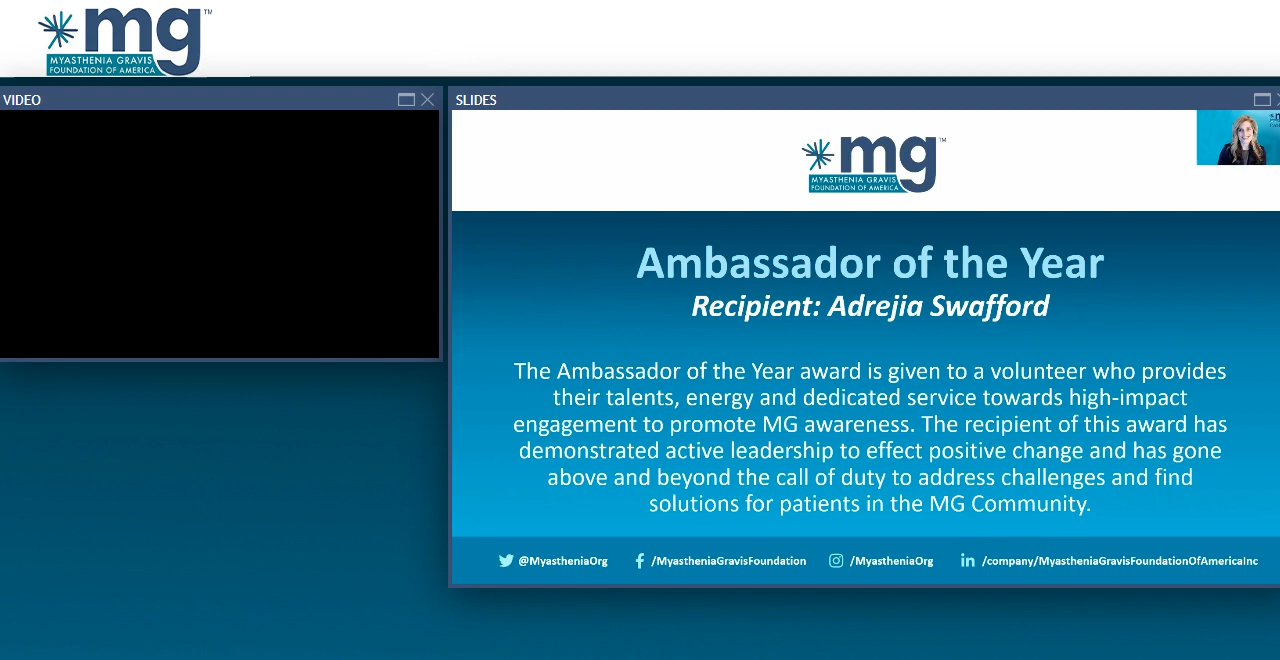 mg™
MYASTHENIA GRAVIS
FOUNDATION OF AMERICA
VIDEO
SLIDES
mg™
MYASTHENIA GRAVIS
FOUNDATION OF AMERICA
Ambassador of the Year
Recipient: Adrejia Swafford
The Ambassador of the Year award is given to a volunteer who provides
their talents, energy and dedicated service towards high-impact
engagement to promote MG awareness. The recipient of this award has
demonstrated active leadership to effect positive change and has gone
above and beyond the call of duty to address challenges and find
solutions for patients in the MG Community.
@MyastheniaOrg /MyastheniaGravisFoundation /MyastheniaOrg /company/MyastheniaGravisFoundationOfAmericaInc